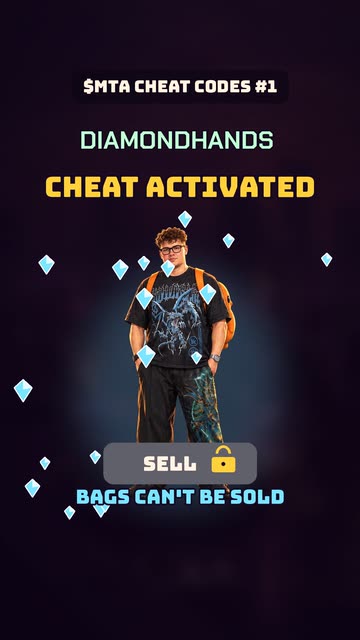 $MTA CHEAT CODES #1
DIAMONDHANDS
CHEAT ACTIVATED
SELL
BAGS CAN'T BE SOLD